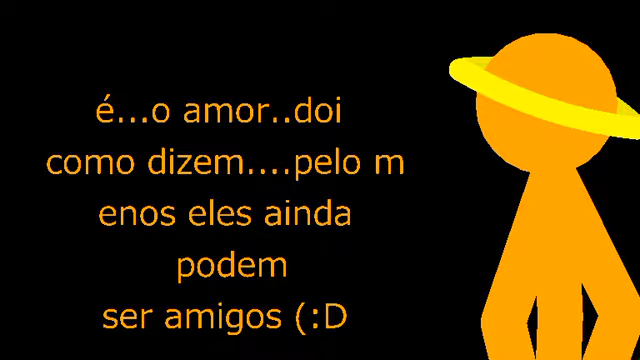 é...o amor..doi
como dizem....pelo m
enos eles ainda
podem
ser amigos (:D